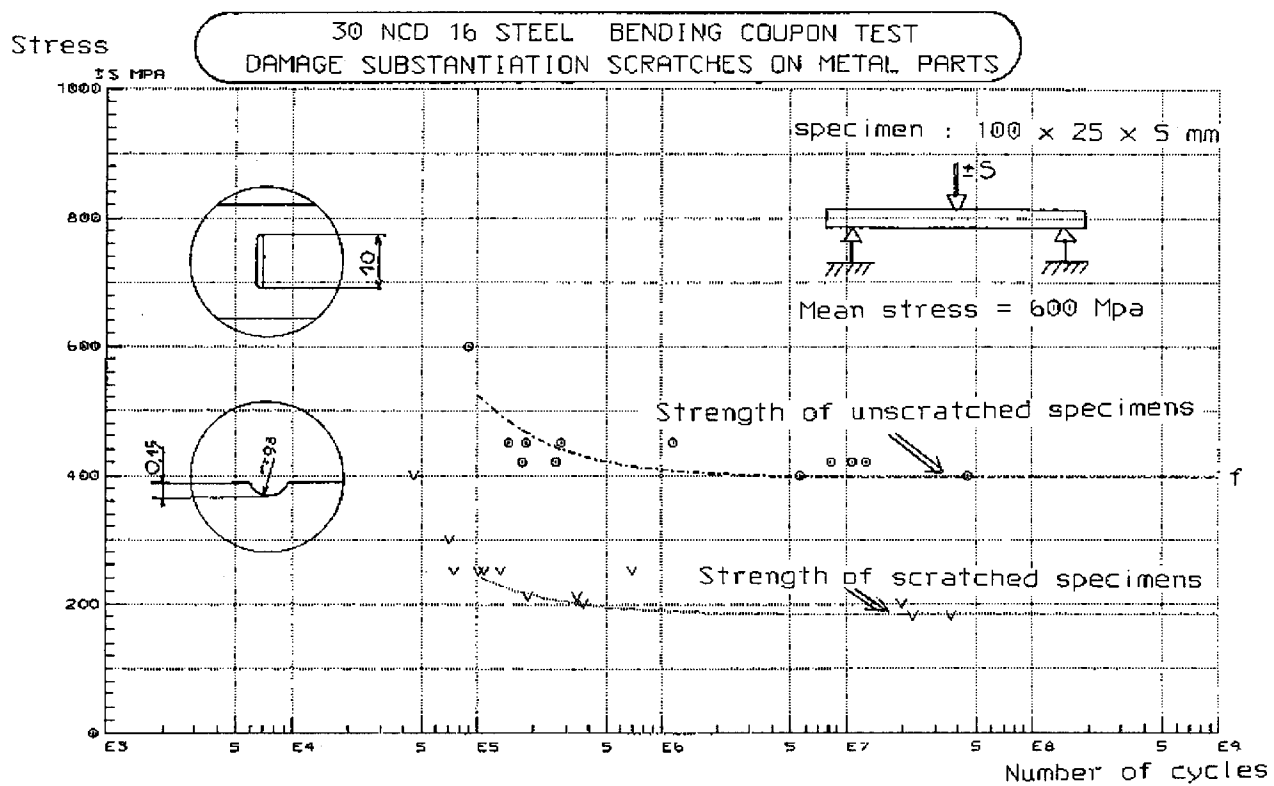 30 NCD 16 STEEL BENDING COUPON TEST
DAMAGE SUBSTANTIATION SCRATCHES ON METAL PARTS
Stress
±S MPA
1000
800
600
400
200
0
specimen : 100 x 25 x 5 mm
±S
Mean stress = 600 Mpa
10
0,15
Strength of unscratched specimens
f
Strength of scratched specimens
E3 5 E4 5 E5 5 E6 5 E7 5 E8 5 E9
Number of cycles